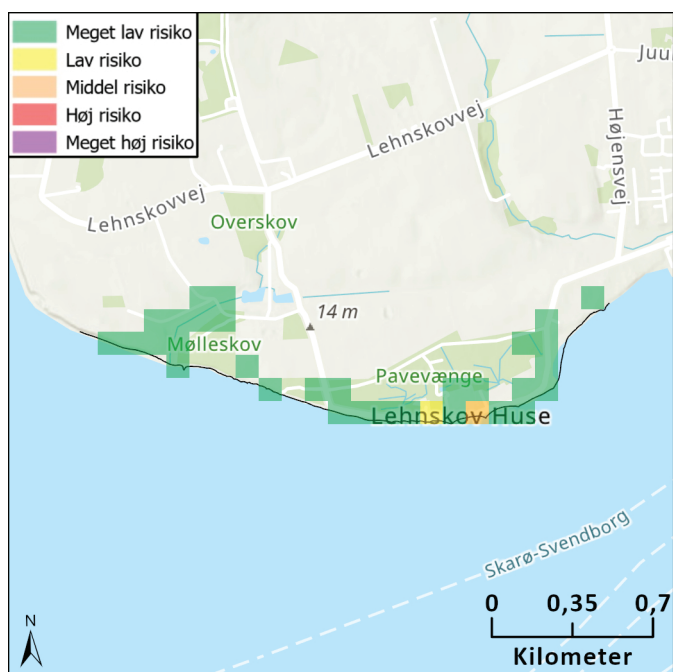 Meget lav risiko
Lav risiko
Middel risiko
Høj risiko
Meget høj risiko
Juu
Lehnskovvej
Højensvej
Lehnskovvej
Overskov
14 m
Mølleskov
Pavevænge
Lehnskov Huse
Skarø-Svendborg
N
0 0,35 0,7
Kilometer